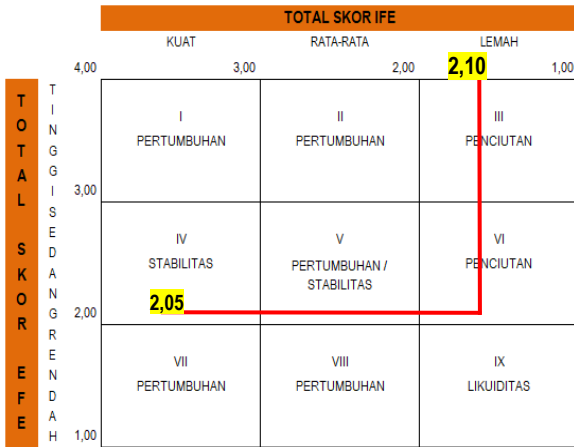 TOTAL SKOR IFE
KUAT RATA-RATA LEMAH
4,00 3,00 2,00 2,10 1,00
TOTAL SKOR EFE
TINGGI SEDANG RENDAH
I
PERTUMBUHAN
II
PERTUMBUHAN
III
PENCIUTAN
3,00
IV
STABILITAS
V
PERTUMBUHAN /
STABILITAS
VI
PENCIUTAN
2,05
2,00
VII
PERTUMBUHAN
VIII
PERTUMBUHAN
IX
LIKUIDITAS
1,00